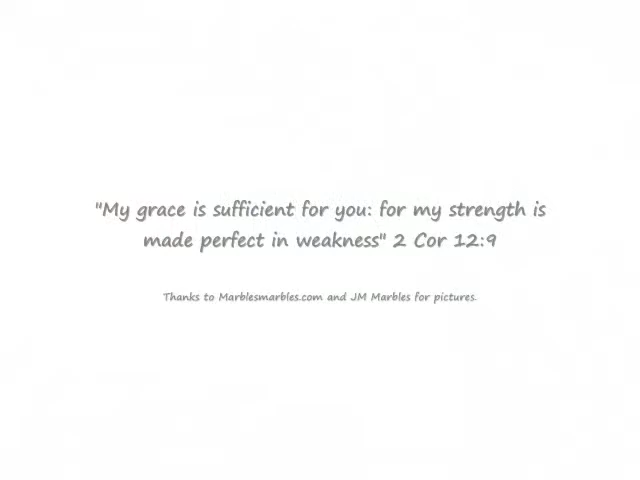 "My grace is sufficient for you: for my strength is
made perfect in weakness" 2 Cor 12:9
Thanks to Marblesmarbles.com and JM Marbles for pictures.